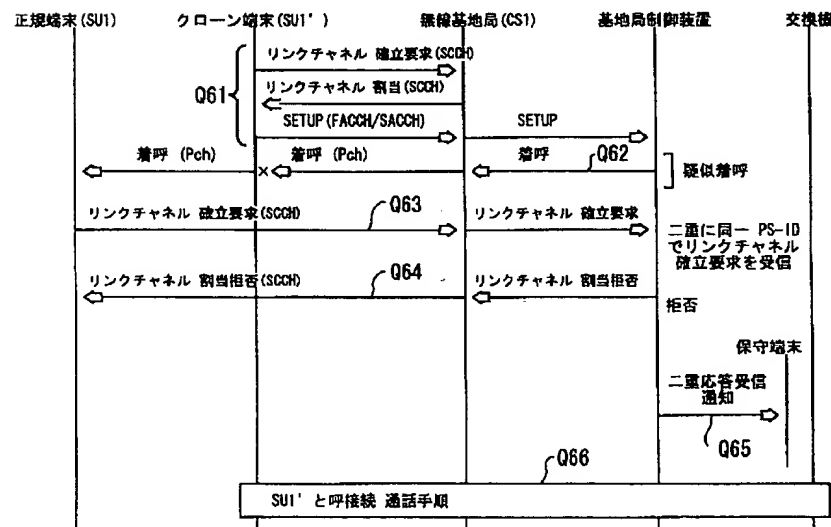 正規端末(SU1) クローン端末(SU1') 無線基地局(CS1) 基地局制御装置 交換機
リンクチャネル 確立要求(SCCH)
リンクチャネル 割当(SCCH)
Q61
SETUP(FACCH/SACCH) SETUP
着呼 (Pch) 着呼 (Pch) 着呼 Q62
疑似着呼
リンクチャネル 確立要求(SCCH) Q63 リンクチャネル 確立要求
二重に同一 PS-ID
でリンクチャネル
確立要求を受信
リンクチャネル 割当拒否(SCCH) Q64 リンクチャネル 割当拒否
拒否
保守端末
二重応答受信
通知
Q65
Q66
SU1' と呼接続 通話手順